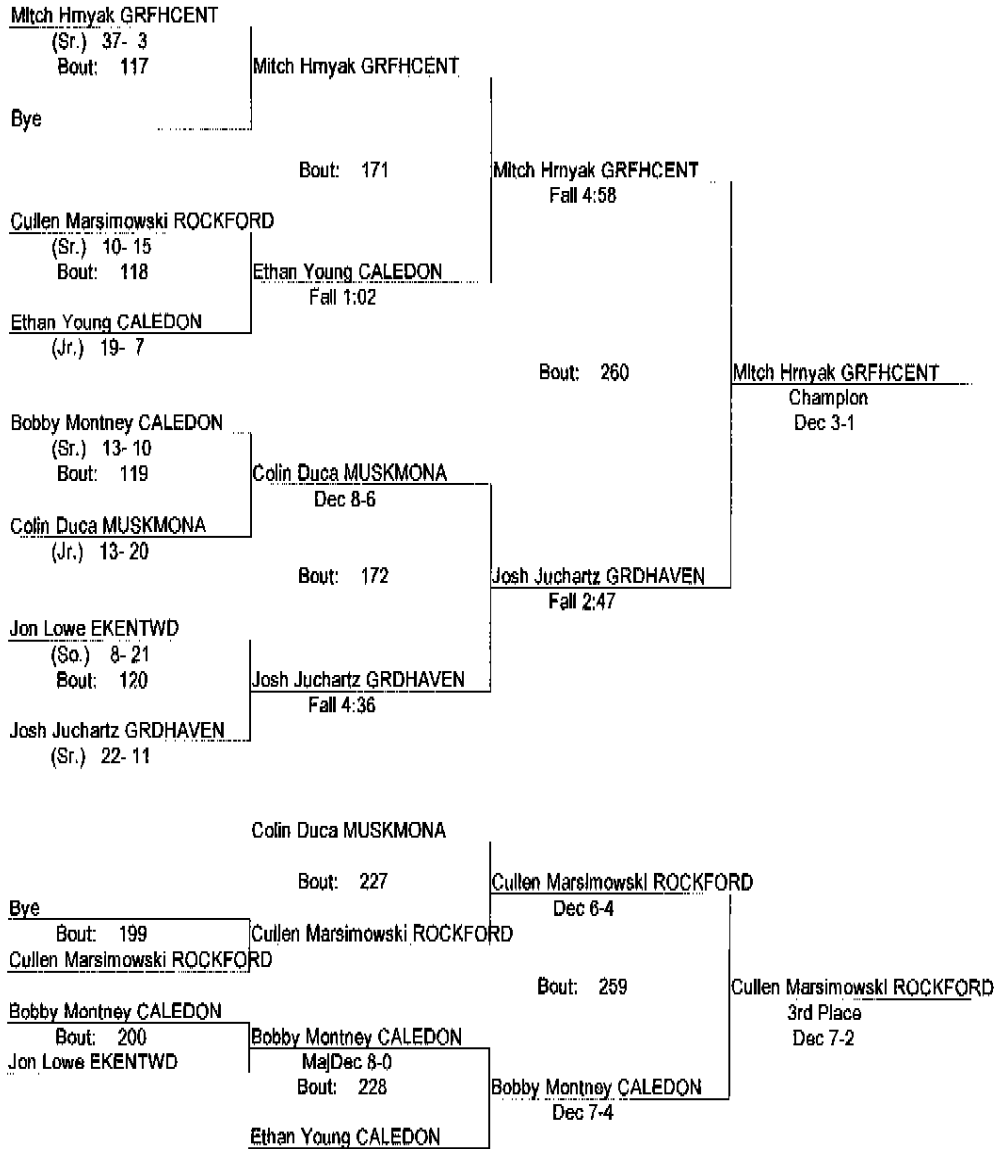 Mitch Hrnyak GRFHCENT
(Sr.) 37- 3
Bout: 117
Mitch Hrnyak GRFHCENT
Bye
Bout: 171
Mitch Hrnyak GRFHCENT
Fall 4:58
Cullen Marsimowski ROCKFORD
(Sr.) 10- 15
Bout: 118
Ethan Young CALEDON
Fall 1:02
Ethan Young CALEDON
(Jr.) 19- 7
Bout: 260
Mitch Hrnyak GRFHCENT
Champion
Dec 3-1
Bobby Montney CALEDON
(Sr.) 13- 10
Bout: 119
Colin Duca MUSKMONA
Dec 8-6
Colin Duca MUSKMONA
(Jr.) 13- 20
Bout: 172
Josh Juchartz GRDHAVEN
Fall 2:47
Jon Lowe EKENTWD
(So.) 8- 21
Bout: 120
Josh Juchartz GRDHAVEN
Fall 4:36
Josh Juchartz GRDHAVEN
(Sr.) 22- 11
Colin Duca MUSKMONA
Bout: 227
Cullen Marsimowski ROCKFORD
Dec 6-4
Bye
Bout: 199
Cullen Marsimowski ROCKFORD
Cullen Marsimowski ROCKFORD
Bout: 259
Cullen Marsimowski ROCKFORD
3rd Place
Dec 7-2
Bobby Montney CALEDON
Bout: 200
Bobby Montney CALEDON
Jon Lowe EKENTWD
MajDec 8-0
Bout: 228
Bobby Montney CALEDON
Dec 7-4
Ethan Young CALEDON